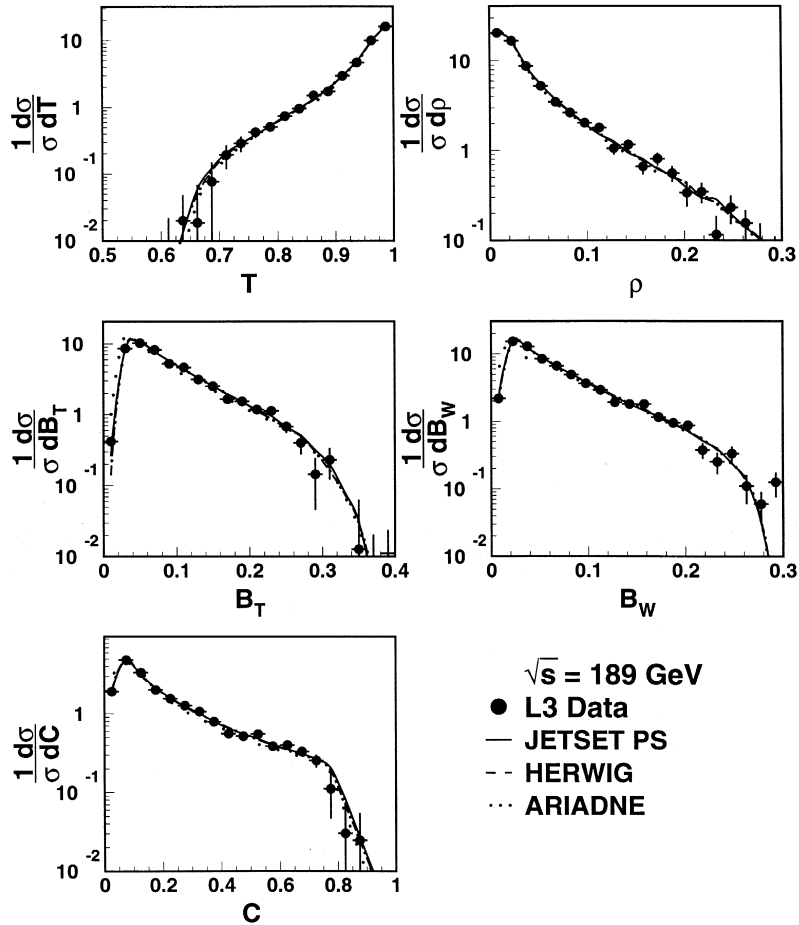 10
1
10 -1
10 -2
1 dσ
σ dT
0.5 0.6 0.7 0.8 0.9 1
T
10
1
10 -1
1 dσ
σ dρ
0 0.1 0.2 0.3
ρ
10
1
10 -1
10 -2
1 dσ
σ dB_T
0 0.1 0.2 0.3 0.4
B_T
10
1
10 -1
10 -2
1 dσ
σ dB_W
0 0.1 0.2 0.3
B_W
1
10 -1
10 -2
1 dσ
σ dC
0 0.2 0.4 0.6 0.8 1
C
√s = 189 GeV
L3 Data
JETSET PS
HERWIG
ARIADNE